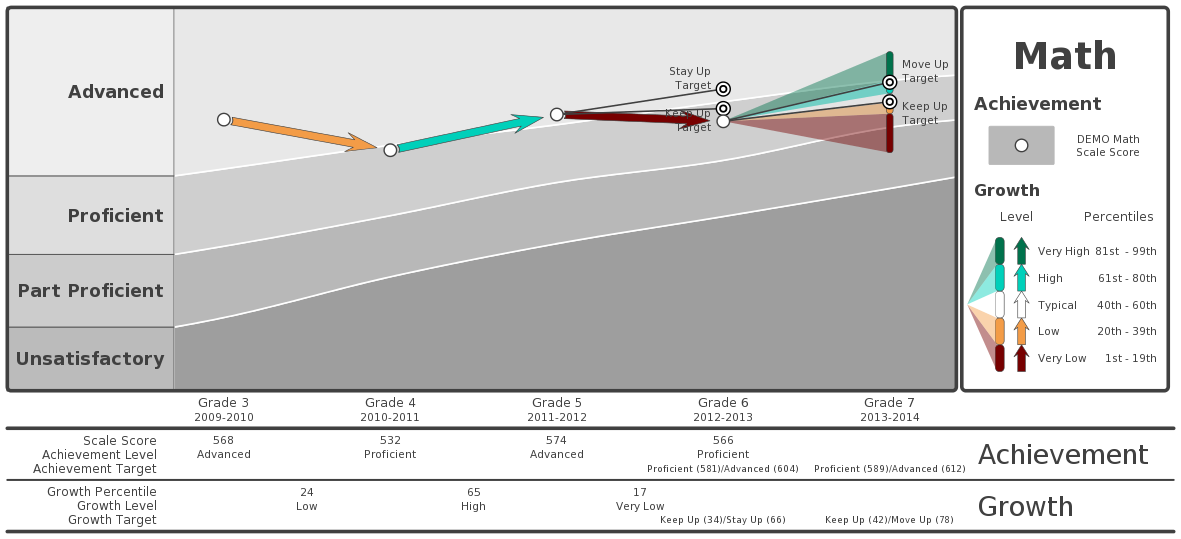 Advanced
Proficient
Part Proficient
Unsatisfactory
Stay Up
Target
Keep Up
Target
Move Up
Target
Keep Up
Target
Math
Achievement
DEMO Math
Scale Score
Growth
Level Percentiles
Very High 81st - 99th
High 61st - 80th
Typical 40th - 60th
Low 20th - 39th
Very Low 1st - 19th
Grade 3 Grade 4 Grade 5 Grade 6 Grade 7
2009-2010 2010-2011 2011-2012 2012-2013 2013-2014
Scale Score 568 532 574 566
Achievement Level Advanced Proficient Advanced Proficient
Achievement Target Proficient (581)/Advanced (604) Proficient (589)/Advanced (612)
Achievement
Growth Percentile 24 65 17
Growth Level Low High Very Low
Growth Target Keep Up (34)/Stay Up (66) Keep Up (42)/Move Up (78)
Growth